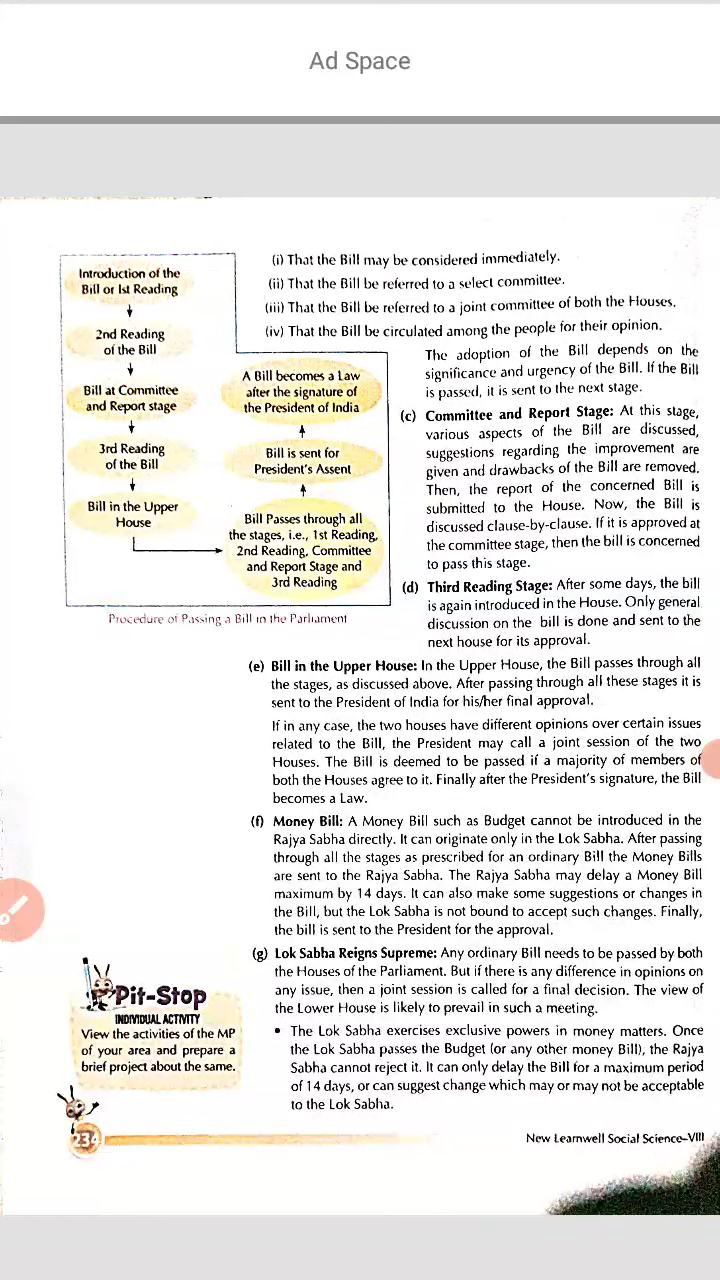 Ad Space
(i) That the Bill may be considered immediately.
(ii) That the Bill be referred to a select committee.
(iii) That the Bill be referred to a joint committee of both the Houses.
(iv) That the Bill be circulated among the people for their opinion.
Introduction of the
Bill or Ist Reading
2nd Reading
of the Bill
Bill at Committee
and Report stage
3rd Reading
of the Bill
Bill in the Upper
House
A Bill becomes a Law
after the signature of
the President of India
Bill is sent for
President's Assent
Bill Passes through all
the stages, i.e., 1st Reading,
2nd Reading, Committee
and Report Stage and
3rd Reading
Procedure of Passing a Bill in the Parliament
The adoption of the Bill depends on the
significance and urgency of the Bill. If the Bill
is passed, it is sent to the next stage.
(c) Committee and Report Stage: At this stage,
various aspects of the Bill are discussed,
suggestions regarding the improvement are
given and drawbacks of the Bill are removed.
Then, the report of the concerned Bill is
submitted to the House. Now, the Bill is
discussed clause-by-clause. If it is approved at
the committee stage, then the bill is concerned
to pass this stage.
(d) Third Reading Stage: After some days, the bill
is again introduced in the House. Only general
discussion on the bill is done and sent to the
next house for its approval.
(e) Bill in the Upper House: In the Upper House, the Bill passes through all
the stages, as discussed above. After passing through all these stages it is
sent to the President of India for his/her final approval.
If in any case, the two houses have different opinions over certain issues
related to the Bill, the President may call a joint session of the two
Houses. The Bill is deemed to be passed if a majority of members of
both the Houses agree to it. Finally after the President's signature, the Bill
becomes a Law.
(f) Money Bill: A Money Bill such as Budget cannot be introduced in the
Rajya Sabha directly. It can originate only in the Lok Sabha. After passing
through all the stages as prescribed for an ordinary Bill the Money Bills
are sent to the Rajya Sabha. The Rajya Sabha may delay a Money Bill
maximum by 14 days. It can also make some suggestions or changes in
the Bill, but the Lok Sabha is not bound to accept such changes. Finally,
the bill is sent to the President for the approval.
(g) Lok Sabha Reigns Supreme: Any ordinary Bill needs to be passed by both
the Houses of the Parliament. But if there is any difference in opinions on
any issue, then a joint session is called for a final decision. The view of
the Lower House is likely to prevail in such a meeting.
• The Lok Sabha exercises exclusive powers in money matters. Once
the Lok Sabha passes the Budget (or any other money Bill), the Rajya
Sabha cannot reject it. It can only delay the Bill for a maximum period
of 14 days, or can suggest change which may or may not be acceptable
to the Lok Sabha.
Pit-Stop
INDIVIDUAL ACTIVITY
View the activities of the MP
of your area and prepare a
brief project about the same.
234
New Learnwell Social Science-VIII